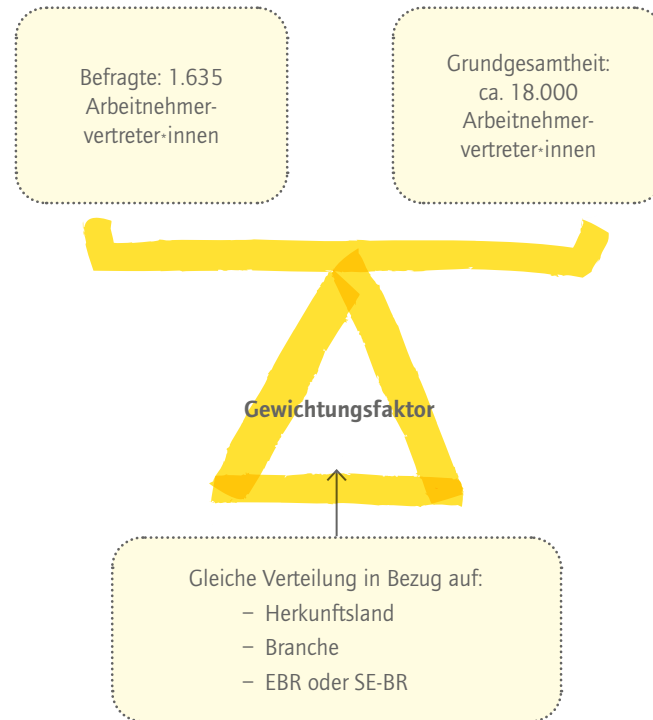 Befragte: 1.635
Arbeitnehmer-
vertreter*innen
Grundgesamtheit:
ca. 18.000
Arbeitnehmer-
vertreter*innen
Gewichtungsfaktor
Gleiche Verteilung in Bezug auf:
– Herkunftsland
– Branche
– EBR oder SE-BR